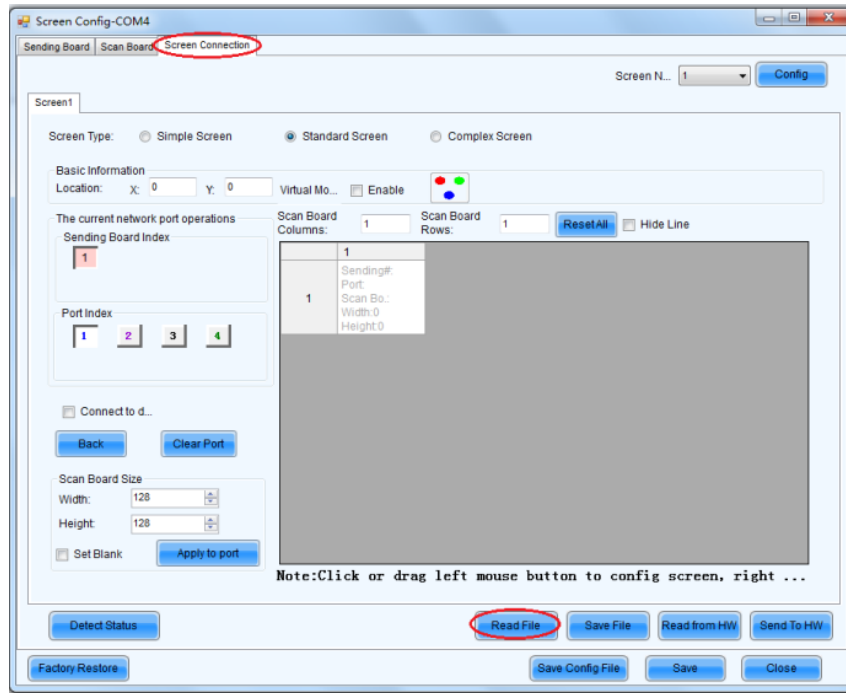 Screen Config-COM4
Sending Board Scan Board Screen Connection
Screen N... 1 Config
Screen1
Screen Type: Simple Screen Standard Screen Complex Screen
Basic Information
Location: X: 0 Y: 0 Virtual Mo... Enable
The current network port operations
Scan Board Columns: 1 Scan Board Rows: 1 Reset All Hide Line
Sending Board Index
1
Port Index
1 2 3 4
1
1
Sending#:
Port:
Scan Bo.:
Width:0
Height:0
Connect to d...
Back Clear Port
Scan Board Size
Width: 128
Height: 128
Set Blank Apply to port
Note:Click or drag left mouse button to config screen, right ...
Detect Status Read File Save File Read from HW Send To HW
Factory Restore Save Config File Save Close